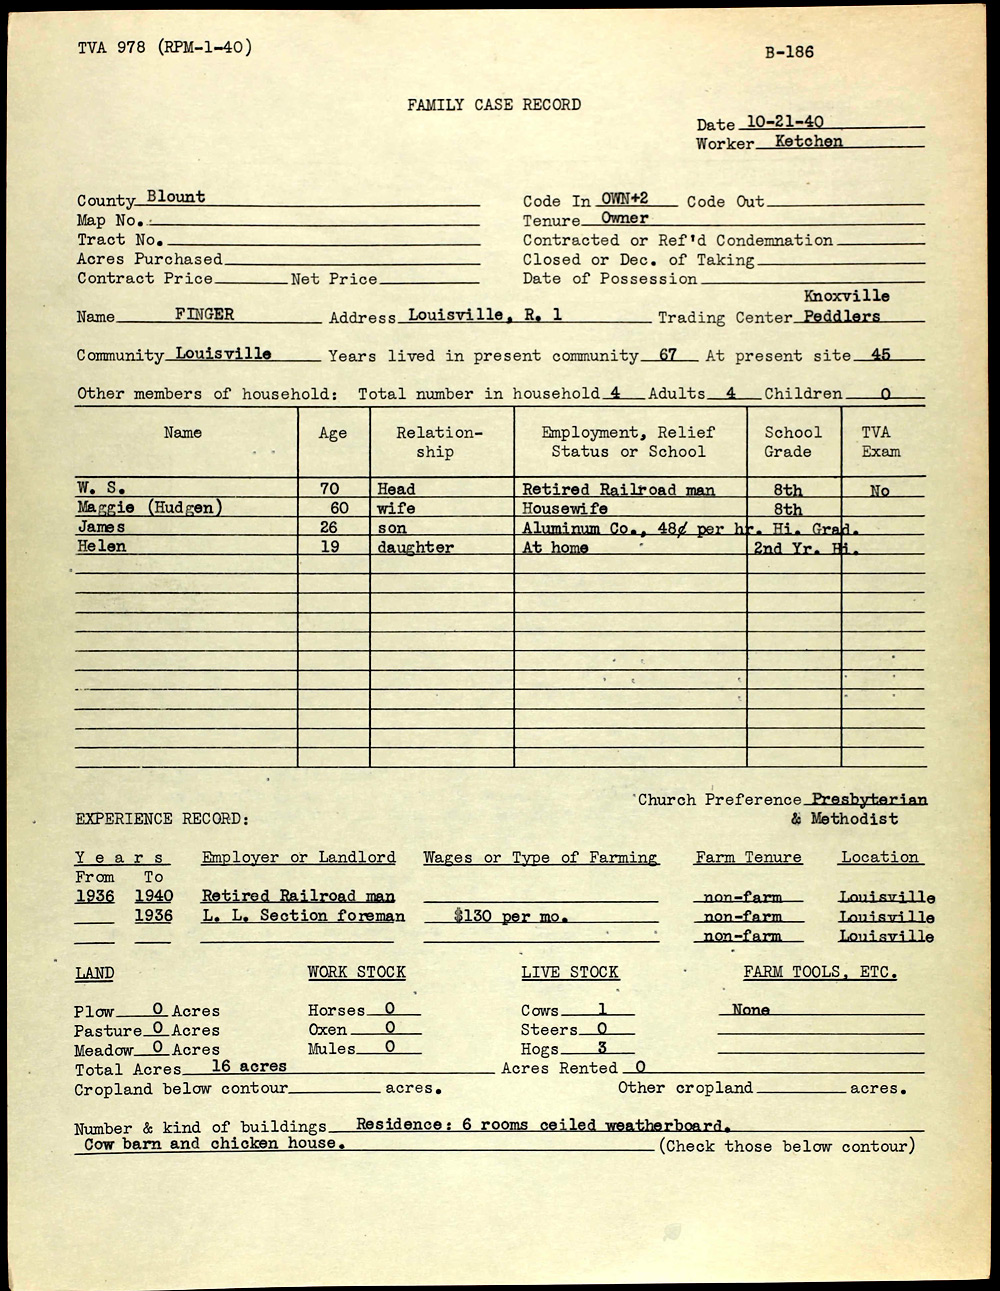 TVA 978 (RPM-1-40) B-186
FAMILY CASE RECORD
Date 10-21-40
Worker Ketchen
County Blount Code In OWN+2 Code Out
Map No. Tenure Owner
Tract No. Contracted or Ref'd Condemnation
Acres Purchased Closed or Dec. of Taking
Contract Price Net Price Date of Possession
Knoxville
Name FINGER Address Louisville, R. 1 Trading Center Peddlers
Community Louisville Years lived in present community 67 At present site 45
Other members of household: Total number in household 4 Adults 4 Children 0
Name Age Relation- Employment, Relief School TVA
ship Status or School Grade Exam
W. S. 70 Head Retired Railroad man 8th No
Maggie (Hudgen) 60 wife Housewife 8th
James 26 son Aluminum Co., 48¢ per hr. Hi. Grad.
Helen 19 daughter At home 2nd Yr. Hi.
Church Preference Presbyterian
EXPERIENCE RECORD: & Methodist
Years Employer or Landlord Wages or Type of Farming Farm Tenure Location
From To
1936 1940 Retired Railroad man non-farm Louisville
1936 L. L. Section foreman $130 per mo. non-farm Louisville
non-farm Louisville
LAND WORK STOCK LIVE STOCK FARM TOOLS, ETC.
Plow 0 Acres Horses 0 Cows 1 None
Pasture 0 Acres Oxen 0 Steers 0
Meadow 0 Acres Mules 0 Hogs 3
Total Acres 16 acres Acres Rented 0
Cropland below contour acres. Other cropland acres.
Number & kind of buildings Residence: 6 rooms ceiled weatherboard.
Cow barn and chicken house. (Check those below contour)